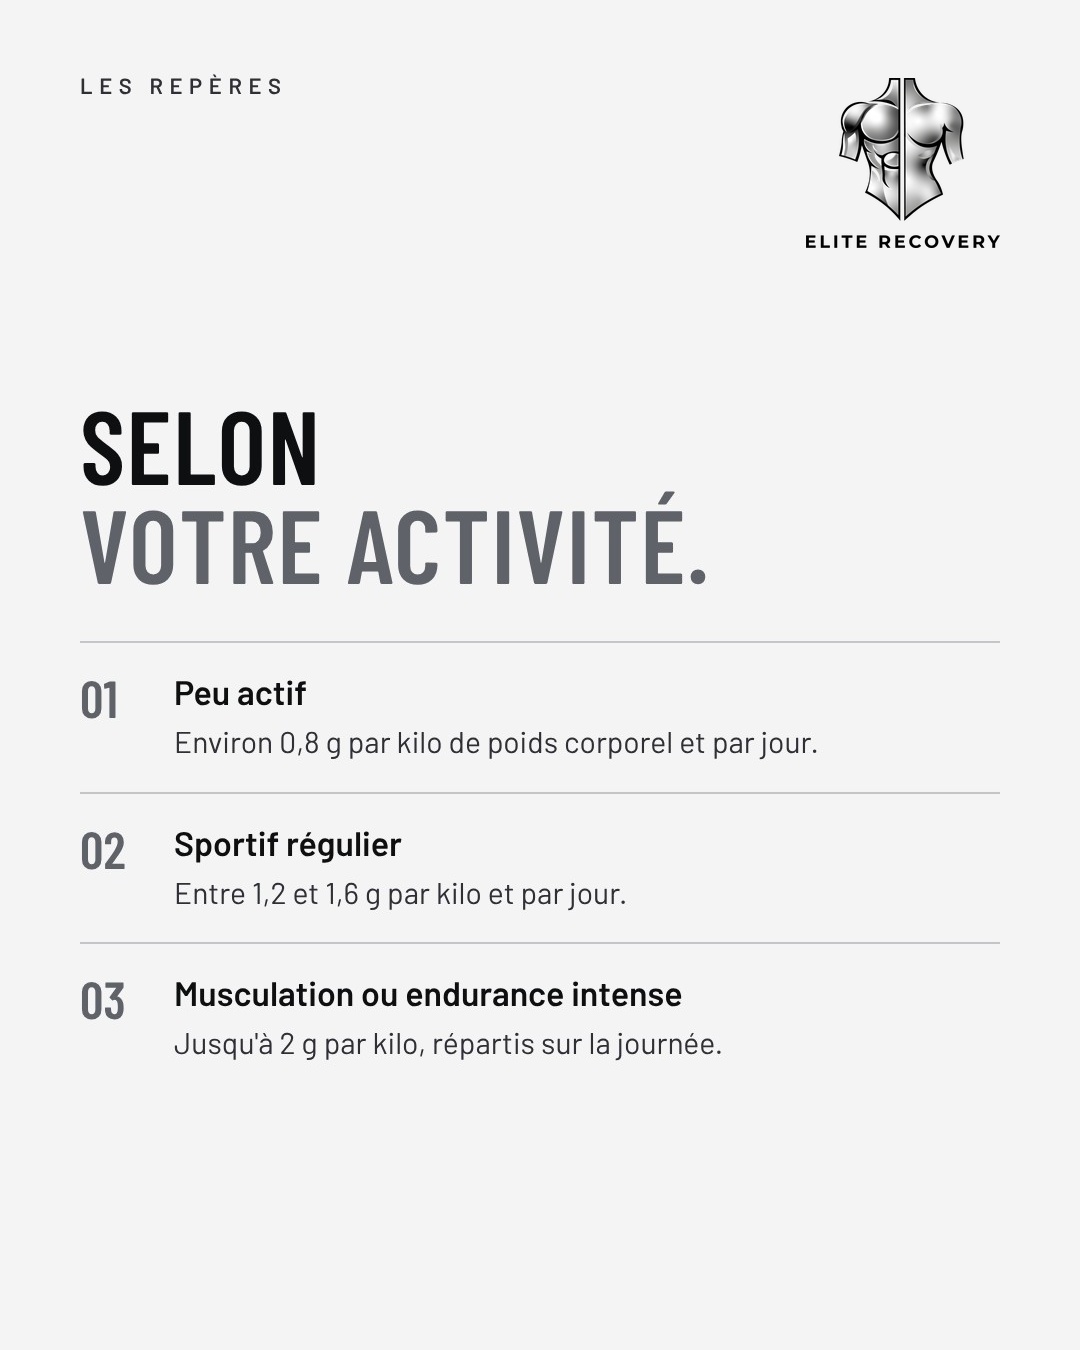 LES REPÈRES
ELITE RECOVERY
SELON
VOTRE ACTIVITÉ.
01
Peu actif
Environ 0,8 g par kilo de poids corporel et par jour.
02
Sportif régulier
Entre 1,2 et 1,6 g par kilo et par jour.
03
Musculation ou endurance intense
Jusqu'à 2 g par kilo, répartis sur la journée.